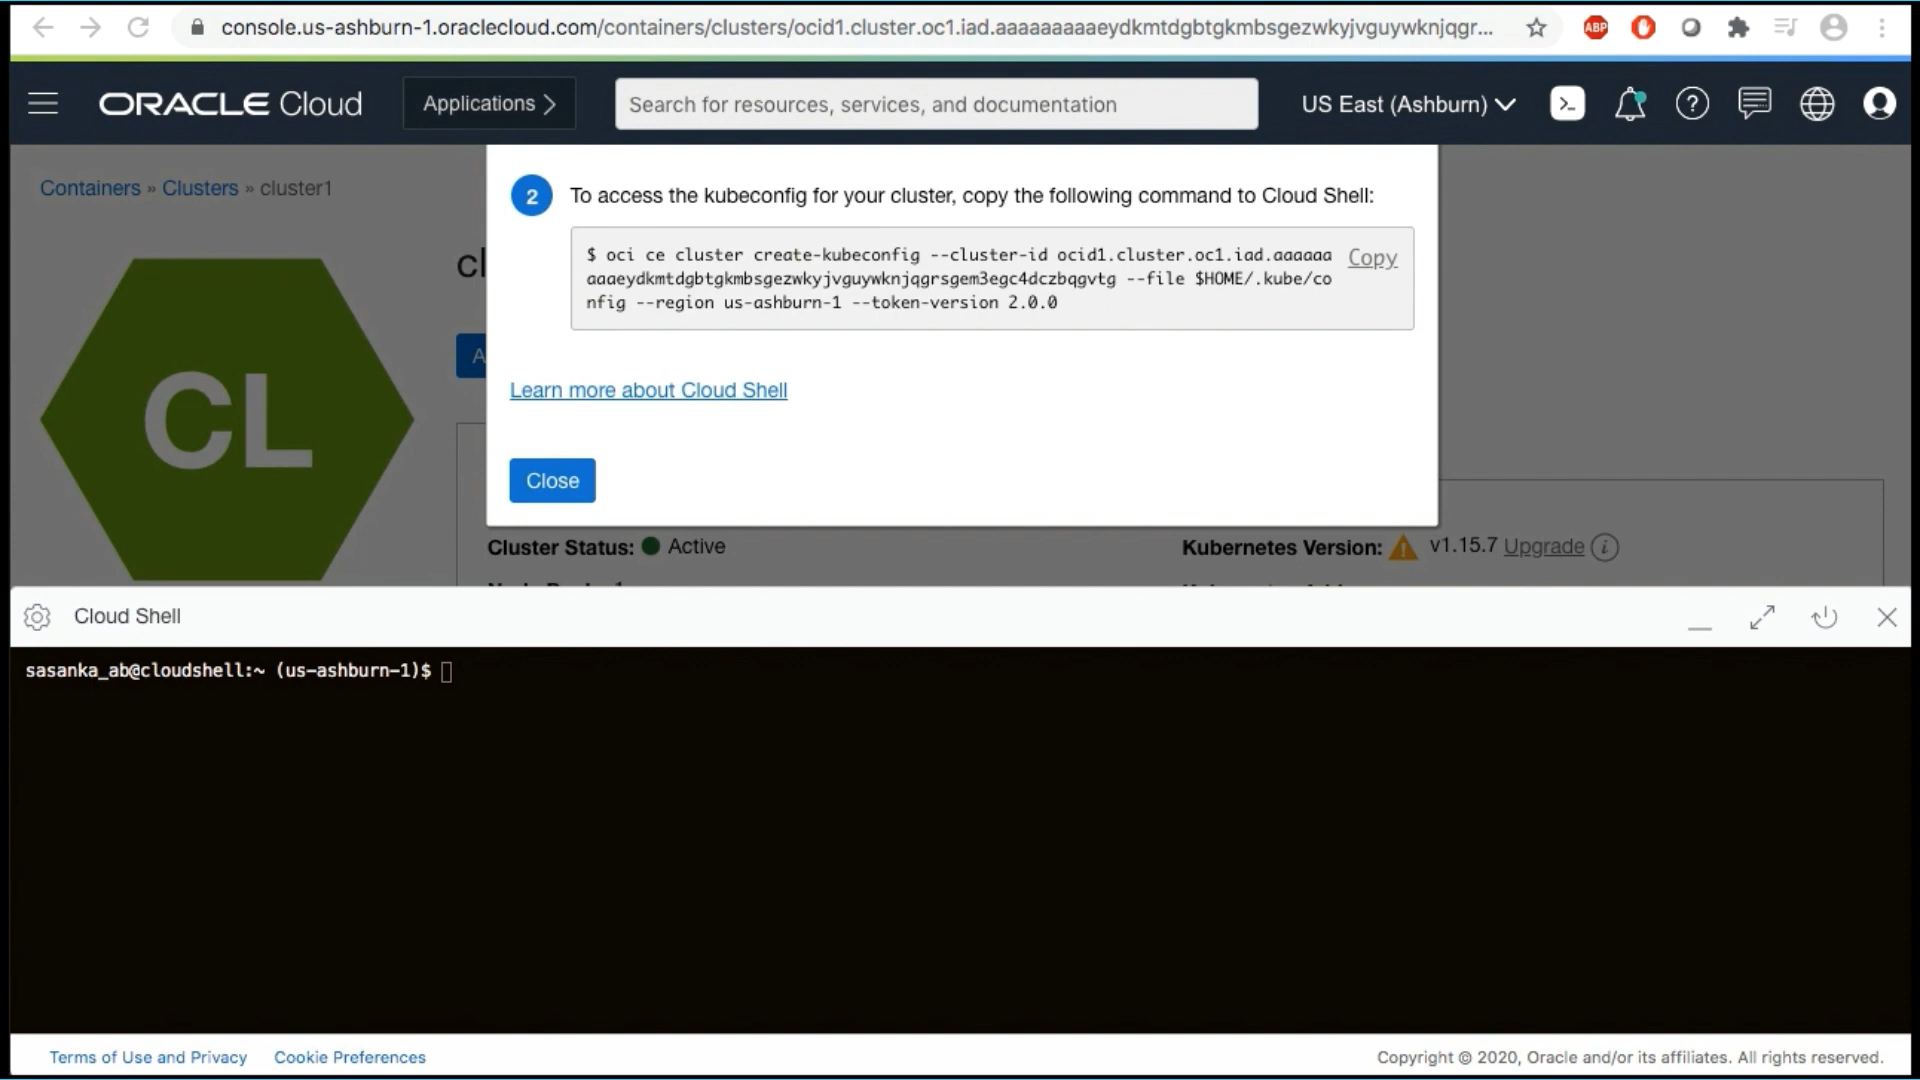 console.us-ashburn-1.oraclecloud.com/containers/clusters/ocid1.cluster.oc1.iad.aaaaaaaaaeydkmtdgbtgkmbsgezwkyjvguywknjqgr...
ABP
ORACLE Cloud
Applications
Search for resources, services, and documentation
US East (Ashburn)
Containers » Clusters » cluster1
2 To access the kubeconfig for your cluster, copy the following command to Cloud Shell:
$ oci ce cluster create-kubeconfig --cluster-id ocid1.cluster.oc1.iad.aaaaaa
aaaeydkmtdgbtgkmbsgezwkyjvguywknjqgrsgem3egc4dczbqgvtg --file $HOME/.kube/co
nfig --region us-ashburn-1 --token-version 2.0.0
Copy
cl
CL
A
Learn more about Cloud Shell
Close
Cluster Status: Active
Kubernetes Version: v1.15.7 Upgrade
Cloud Shell
sasanka_ab@cloudshell:~ (us-ashburn-1)$
Terms of Use and Privacy
Cookie Preferences
Copyright © 2020, Oracle and/or its affiliates. All rights reserved.